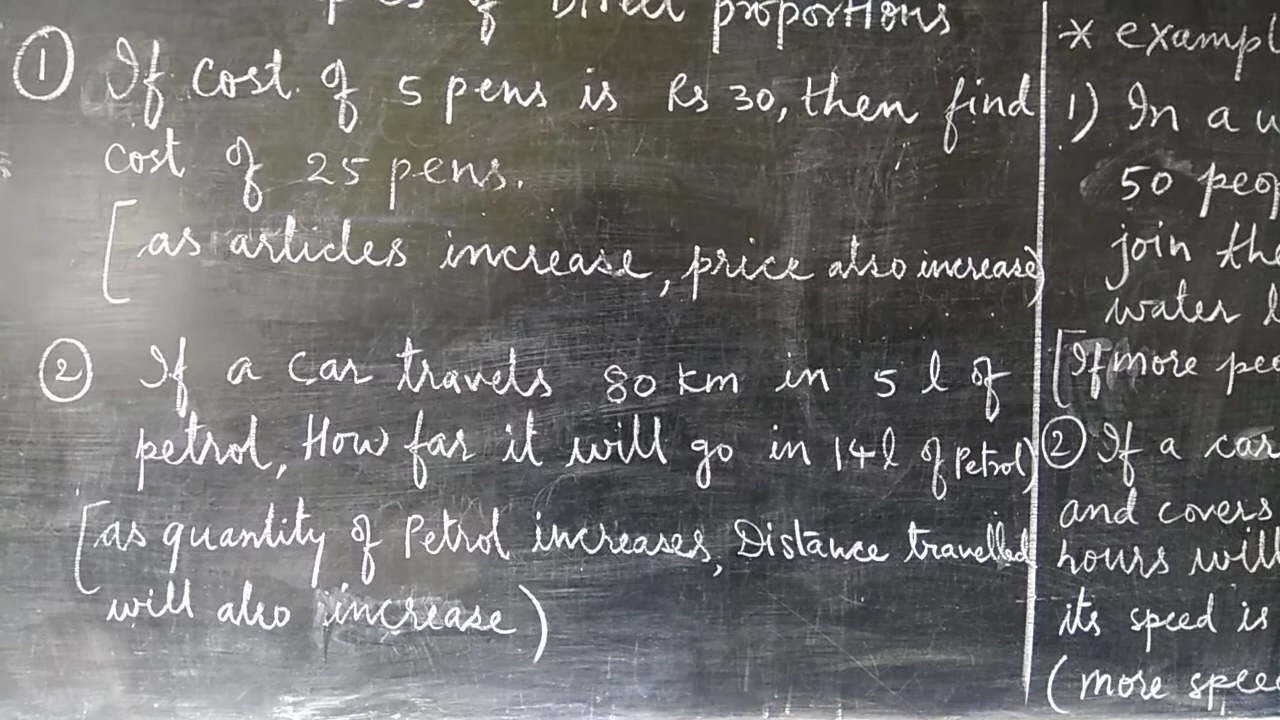 of Direct proportions
① If cost of 5 pens is Rs 30, then find
cost of 25 pens.
[as articles increase, price also increase)
② If a car travels 80 km in 5 l of
petrol, How far it will go in 14 l of Petrol)
[as quantity of Petrol increases, Distance travelled
will also increase)
* exampl
1) In a
50 peop
join the
water
[If more
② If a car
and covers
hours will
its speed is
(more spee